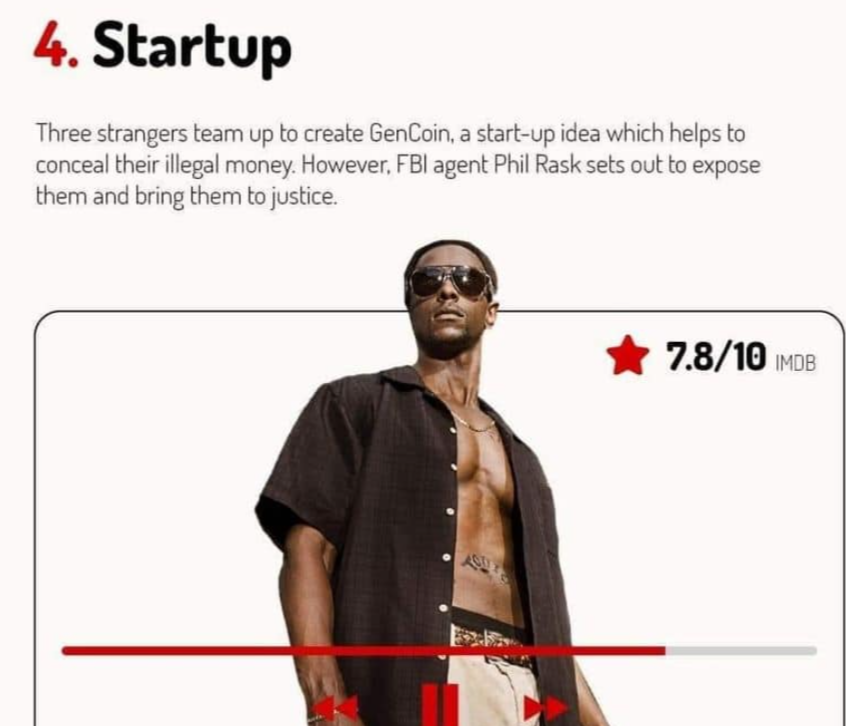 4. Startup
Three strangers team up to create GenCoin, a start-up idea which helps to
conceal their illegal money. However, FBI agent Phil Rask sets out to expose
them and bring them to justice.
7.8/10 IMDB